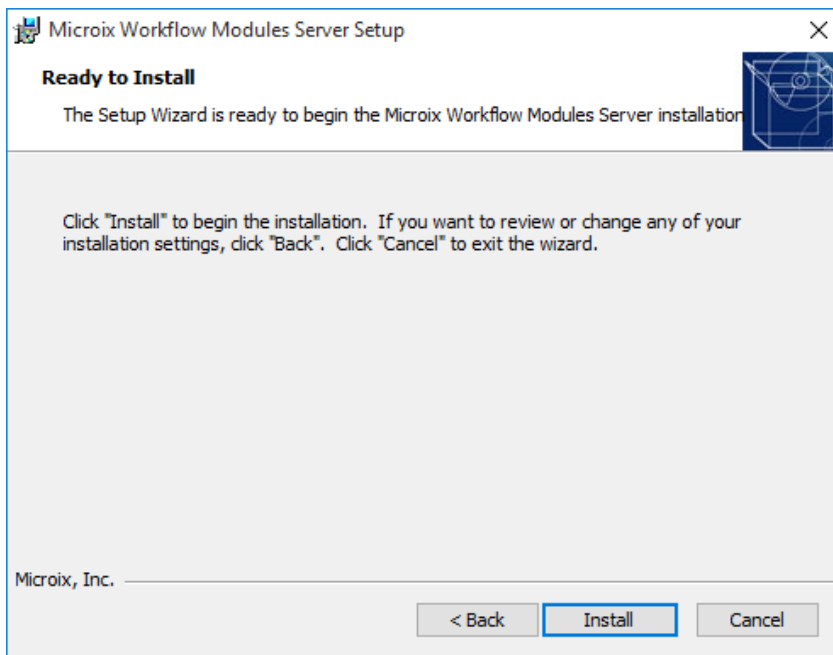 Microix Workflow Modules Server Setup
Ready to Install
The Setup Wizard is ready to begin the Microix Workflow Modules Server installation
Click "Install" to begin the installation.  If you want to review or change any of your
installation settings, click "Back".  Click "Cancel" to exit the wizard.
Microix, Inc.
< Back
Install
Cancel